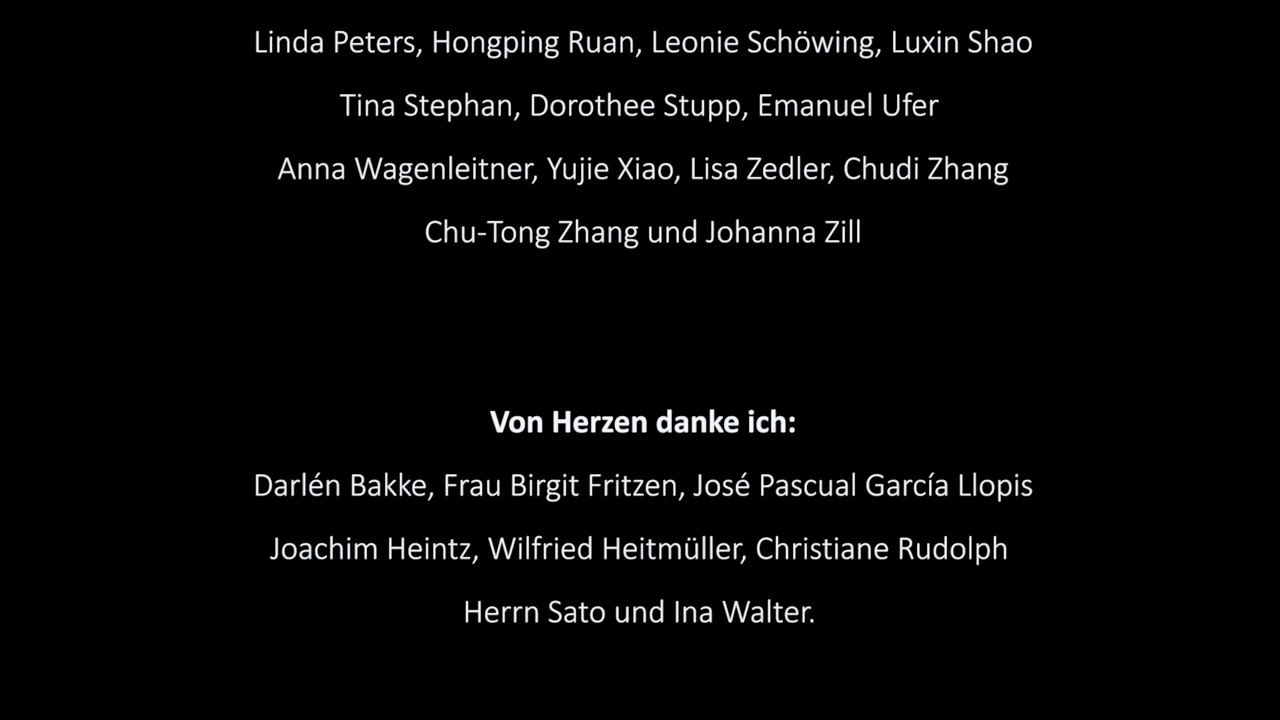 Linda Peters, Hongping Ruan, Leonie Schöwing, Luxin Shao
Tina Stephan, Dorothee Stupp, Emanuel Ufer
Anna Wagenleitner, Yujie Xiao, Lisa Zedler, Chudi Zhang
Chu-Tong Zhang und Johanna Zill
Von Herzen danke ich:
Darlén Bakke, Frau Birgit Fritzen, José Pascual García Llopis
Joachim Heintz, Wilfried Heitmüller, Christiane Rudolph
Herrn Sato und Ina Walter.